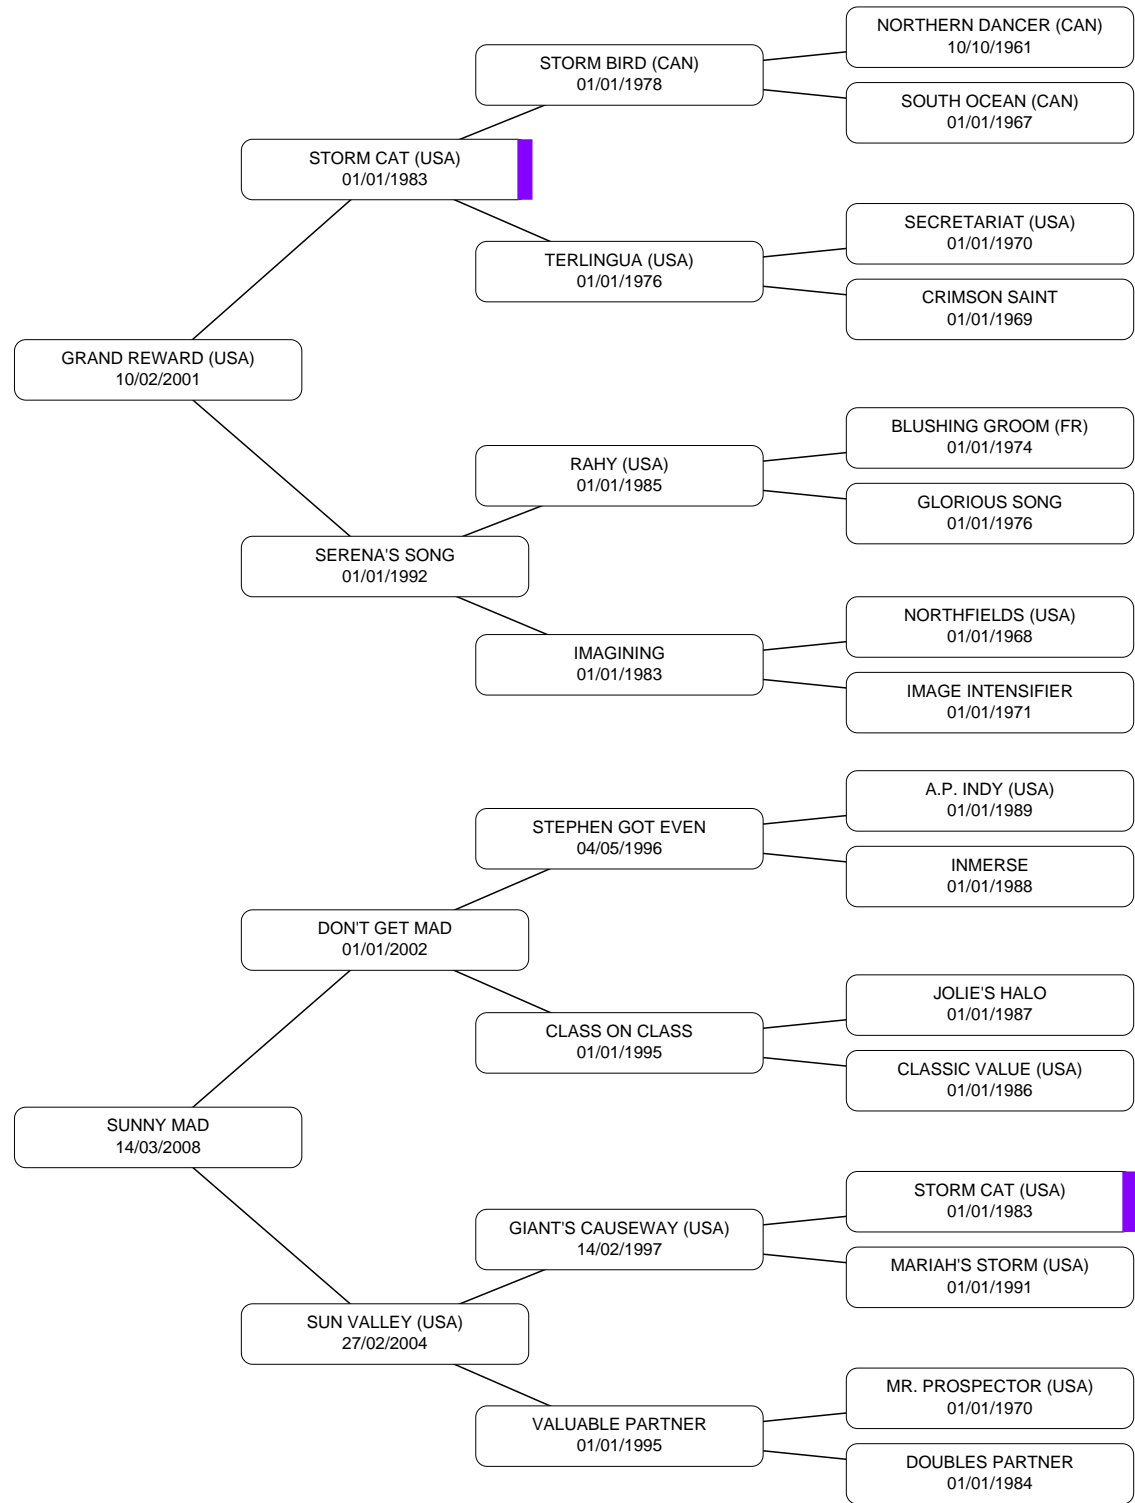 NORTHERN DANCER (CAN)
10/10/1961
STORM BIRD (CAN)
01/01/1978
SOUTH OCEAN (CAN)
01/01/1967
STORM CAT (USA)
01/01/1983
SECRETARIAT (USA)
01/01/1970
TERLINGUA (USA)
01/01/1976
CRIMSON SAINT
01/01/1969
GRAND REWARD (USA)
10/02/2001
BLUSHING GROOM (FR)
01/01/1974
RAHY (USA)
01/01/1985
GLORIOUS SONG
01/01/1976
SERENA'S SONG
01/01/1992
NORTHFIELDS (USA)
01/01/1968
IMAGINING
01/01/1983
IMAGE INTENSIFIER
01/01/1971
A.P. INDY (USA)
01/01/1989
STEPHEN GOT EVEN
04/05/1996
INMERSE
01/01/1988
DON'T GET MAD
01/01/2002
JOLIE'S HALO
01/01/1987
CLASS ON CLASS
01/01/1995
CLASSIC VALUE (USA)
01/01/1986
SUNNY MAD
14/03/2008
STORM CAT (USA)
01/01/1983
GIANT'S CAUSEWAY (USA)
14/02/1997
MARIAH'S STORM (USA)
01/01/1991
SUN VALLEY (USA)
27/02/2004
MR. PROSPECTOR (USA)
01/01/1970
VALUABLE PARTNER
01/01/1995
DOUBLES PARTNER
01/01/1984